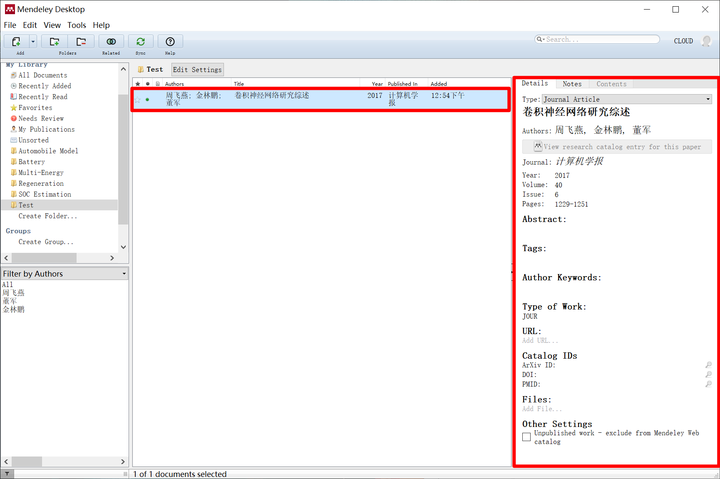 Mendeley Desktop
File Edit View Tools Help
Add Folders Related Sync Help
Search...
CLOUD
My Library
All Documents
Recently Added
Recently Read
Favorites
Needs Review
My Publications
Unsorted
Automobile Model
Battery
Multi-Energy
Regeneration
SOC Estimation
Test
Create Folder...
Groups
Create Group...
Filter by Authors
All
周飞燕
董军
金林鹏
Test Edit Settings
Authors Title Year Published In Added
周飞燕; 金林鹏; 卷积神经网络研究综述 2017 计算机学 12:54下午
董军 报
1 of 1 documents selected
Details Notes Contents
Type: Journal Article
卷积神经网络研究综述
Authors: 周飞燕, 金林鹏, 董军
View research catalog entry for this paper
Journal: 计算机学报
Year: 2017
Volume: 40
Issue: 6
Pages: 1229-1251
Abstract:
Tags:
Author Keywords:
Type of Work:
JOUR
URL:
Add URL...
Catalog IDs
ArXiv ID:
DOI:
PMID:
Files:
Add File...
Other Settings
Unpublished work - exclude from Mendeley Web
catalog